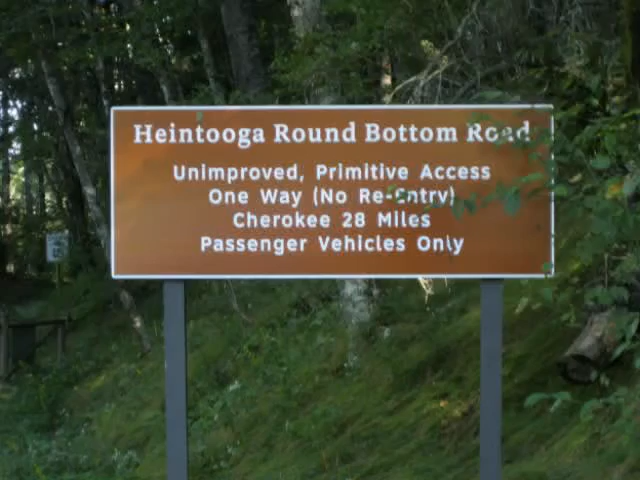 Heintooga Round Bottom Road
Unimproved, Primitive Access
One Way (No Re-Entry)
Cherokee 28 Miles
Passenger Vehicles Only